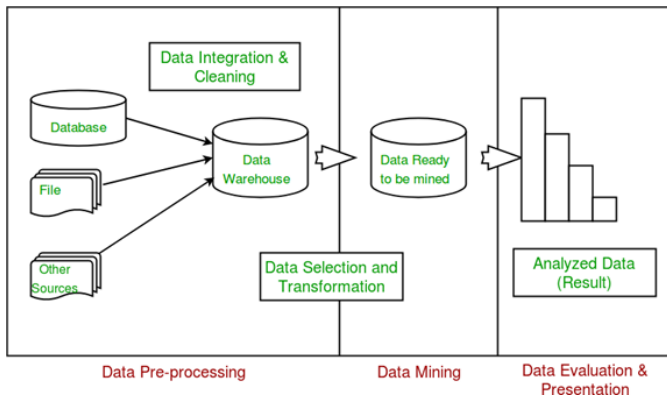 Data Integration &
Cleaning
Database
File
Other
Sources
Data
Warehouse
Data Selection and
Transformation
Data Ready
to be mined
Analyzed Data
(Result)
Data Pre-processing
Data Mining
Data Evaluation &
Presentation